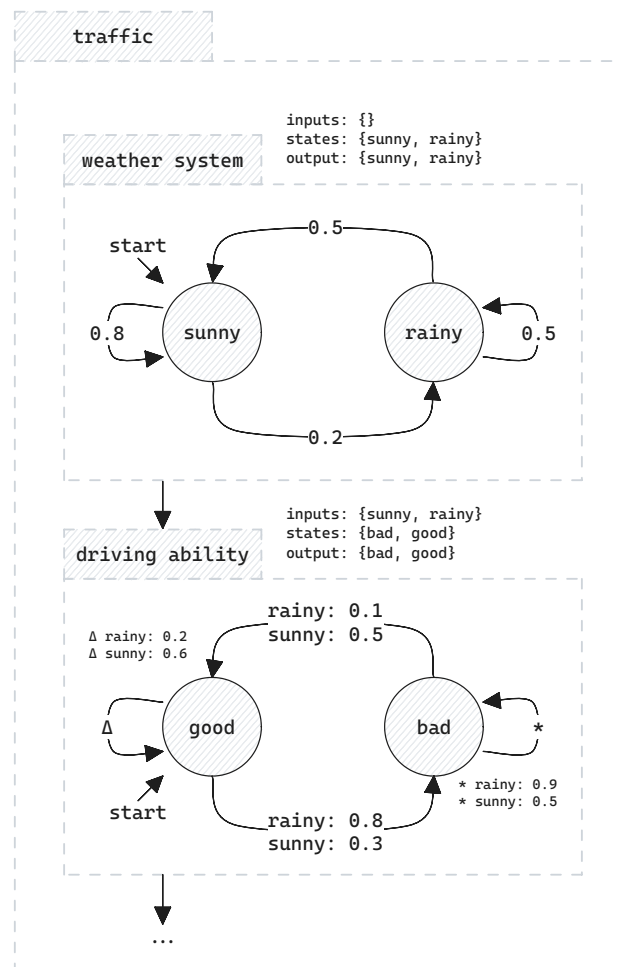 traffic
inputs: {}
states: {sunny, rainy}
output: {sunny, rainy}
weather system
0.5
start
0.8
sunny
rainy
0.5
0.2
inputs: {sunny, rainy}
states: {bad, good}
output: {bad, good}
driving ability
rainy: 0.1
sunny: 0.5
Δ rainy: 0.2
Δ sunny: 0.6
Δ
good
bad
*
* rainy: 0.9
* sunny: 0.5
start
rainy: 0.8
sunny: 0.3
...